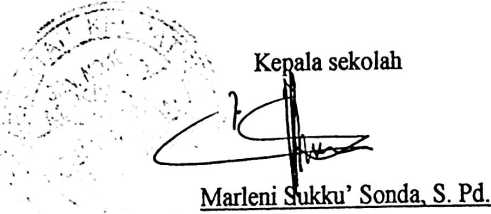 Kepala sekolah
Marleni Sukku' Sonda, S. Pd.